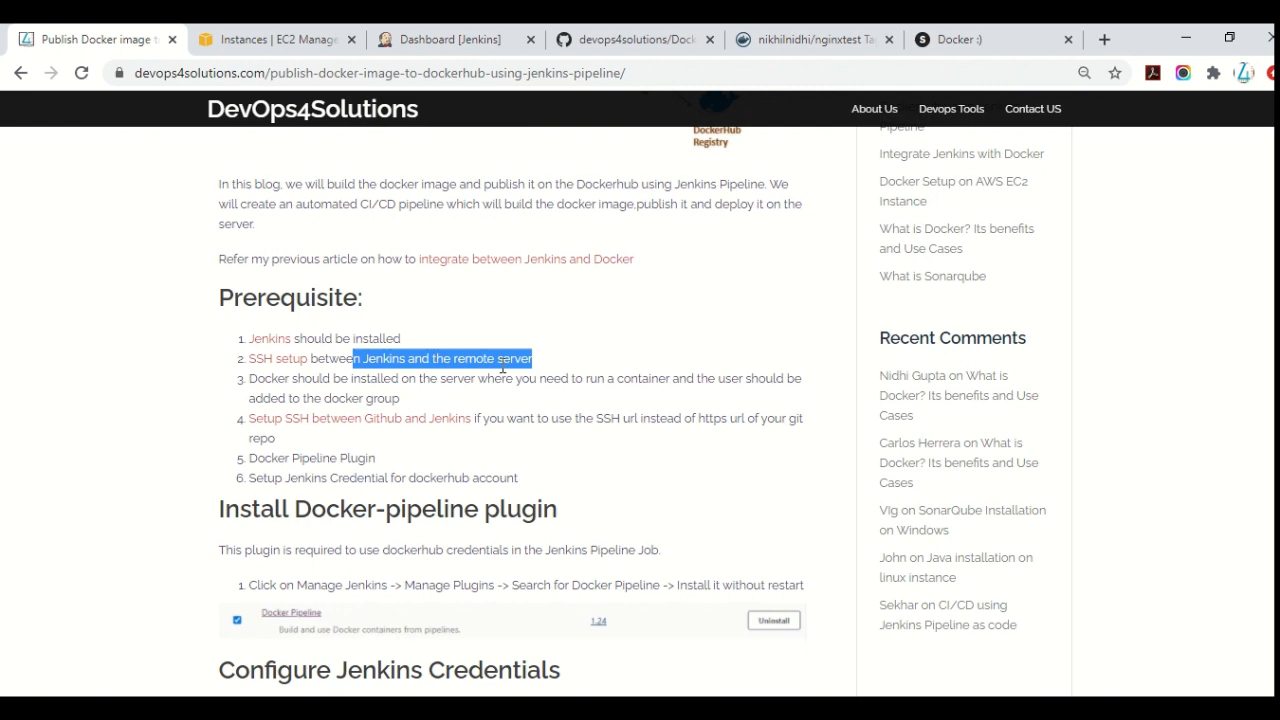 Publish Docker image to
Instances | EC2 Manage
Dashboard [Jenkins]
devops4solutions/Dock
nikhilnidhi/nginxtest Ta
Docker :)
devops4solutions.com/publish-docker-image-to-dockerhub-using-jenkins-pipeline/
DevOps4Solutions
About Us
Devops Tools
Contact US
DockerHub
Registry
In this blog, we will build the docker image and publish it on the Dockerhub using Jenkins Pipeline. We
will create an automated CI/CD pipeline which will build the docker image,publish it and deploy it on the
server.
Refer my previous article on how to integrate between Jenkins and Docker
Prerequisite:
1. Jenkins should be installed
2. SSH setup between Jenkins and the remote server
3. Docker should be installed on the server where you need to run a container and the user should be
added to the docker group
4. Setup SSH between Github and Jenkins if you want to use the SSH url instead of https url of your git
repo
5. Docker Pipeline Plugin
6. Setup Jenkins Credential for dockerhub account
Install Docker-pipeline plugin
This plugin is required to use dockerhub credentials in the Jenkins Pipeline Job.
1. Click on Manage Jenkins -> Manage Plugins -> Search for Docker Pipeline -> Install it without restart
Docker Pipeline
Build and use Docker containers from pipelines.
1.24
Uninstall
Configure Jenkins Credentials
Pipeline
Integrate Jenkins with Docker
Docker Setup on AWS EC2
Instance
What is Docker? Its benefits
and Use Cases
What is Sonarqube
Recent Comments
Nidhi Gupta on What is
Docker? Its benefits and Use
Cases
Carlos Herrera on What is
Docker? Its benefits and Use
Cases
VIg on SonarQube Installation
on Windows
John on Java installation on
linux instance
Sekhar on CI/CD using
Jenkins Pipeline as code